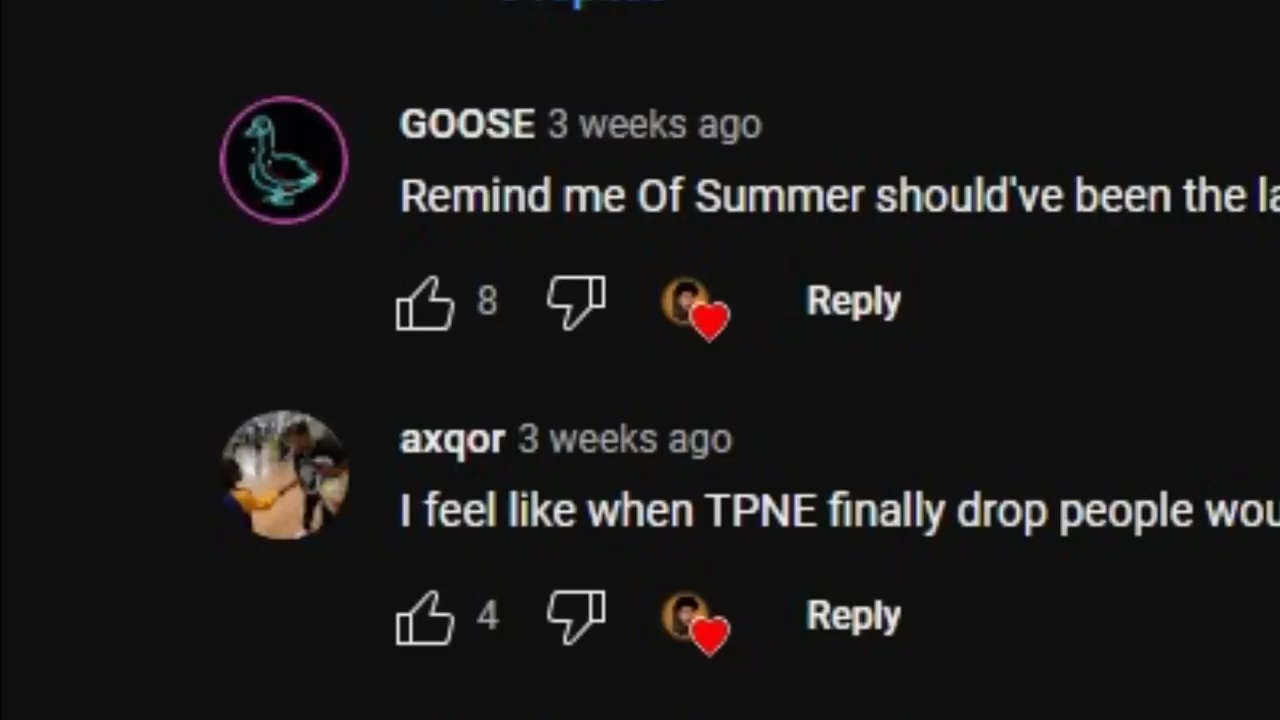 GOOSE 3 weeks ago
Remind me Of Summer should've been the
8 Reply
axqor 3 weeks ago
I feel like when TPNE finally drop people
4 Reply